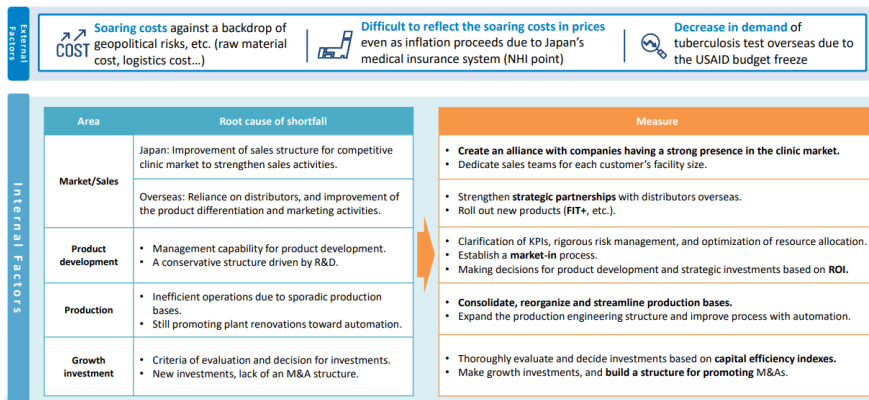 External
Factors
COST
Soaring costs against a backdrop of
geopolitical risks, etc. (raw material
cost, logistics cost…)
Difficult to reflect the soaring costs in prices
even as inflation proceeds due to Japan's
medical insurance system (NHI point)
Decrease in demand of
tuberculosis test overseas due to
the USAID budget freeze
Internal Factors
Area
Root cause of shortfall
Measure
Market/Sales
Japan: Improvement of sales structure for competitive
clinic market to strengthen sales activities.
• Create an alliance with companies having a strong presence in the clinic market.
• Dedicate sales teams for each customer's facility size.
Overseas: Reliance on distributors, and improvement of
the product differentiation and marketing activities.
• Strengthen strategic partnerships with distributors overseas.
• Roll out new products (FIT+, etc.).
Product
development
• Management capability for product development.
• A conservative structure driven by R&D.
• Clarification of KPIs, rigorous risk management, and optimization of resource allocation.
• Establish a market-in process.
• Making decisions for product development and strategic investments based on ROI.
Production
• Inefficient operations due to sporadic production
bases.
• Still promoting plant renovations toward automation.
• Consolidate, reorganize and streamline production bases.
• Expand the production engineering structure and improve process with automation.
Growth
investment
• Criteria of evaluation and decision for investments.
• New investments, lack of an M&A structure.
• Thoroughly evaluate and decide investments based on capital efficiency indexes.
• Make growth investments, and build a structure for promoting M&As.